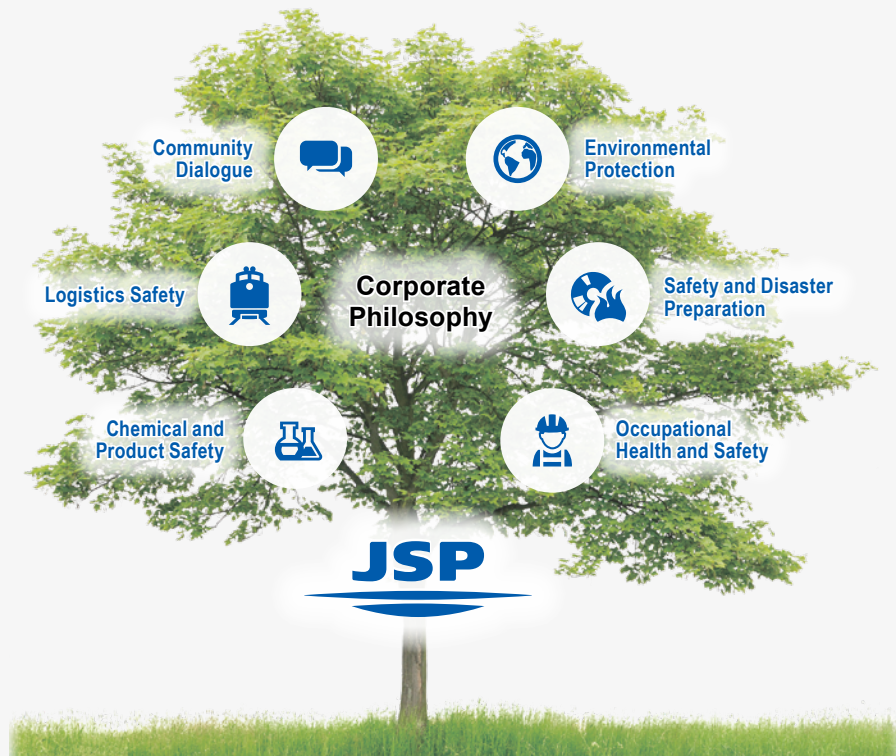 Community
Dialogue
Environmental
Protection
Logistics Safety
Corporate
Philosophy
Safety and Disaster
Preparation
Chemical and
Product Safety
Occupational
Health and Safety
JSP